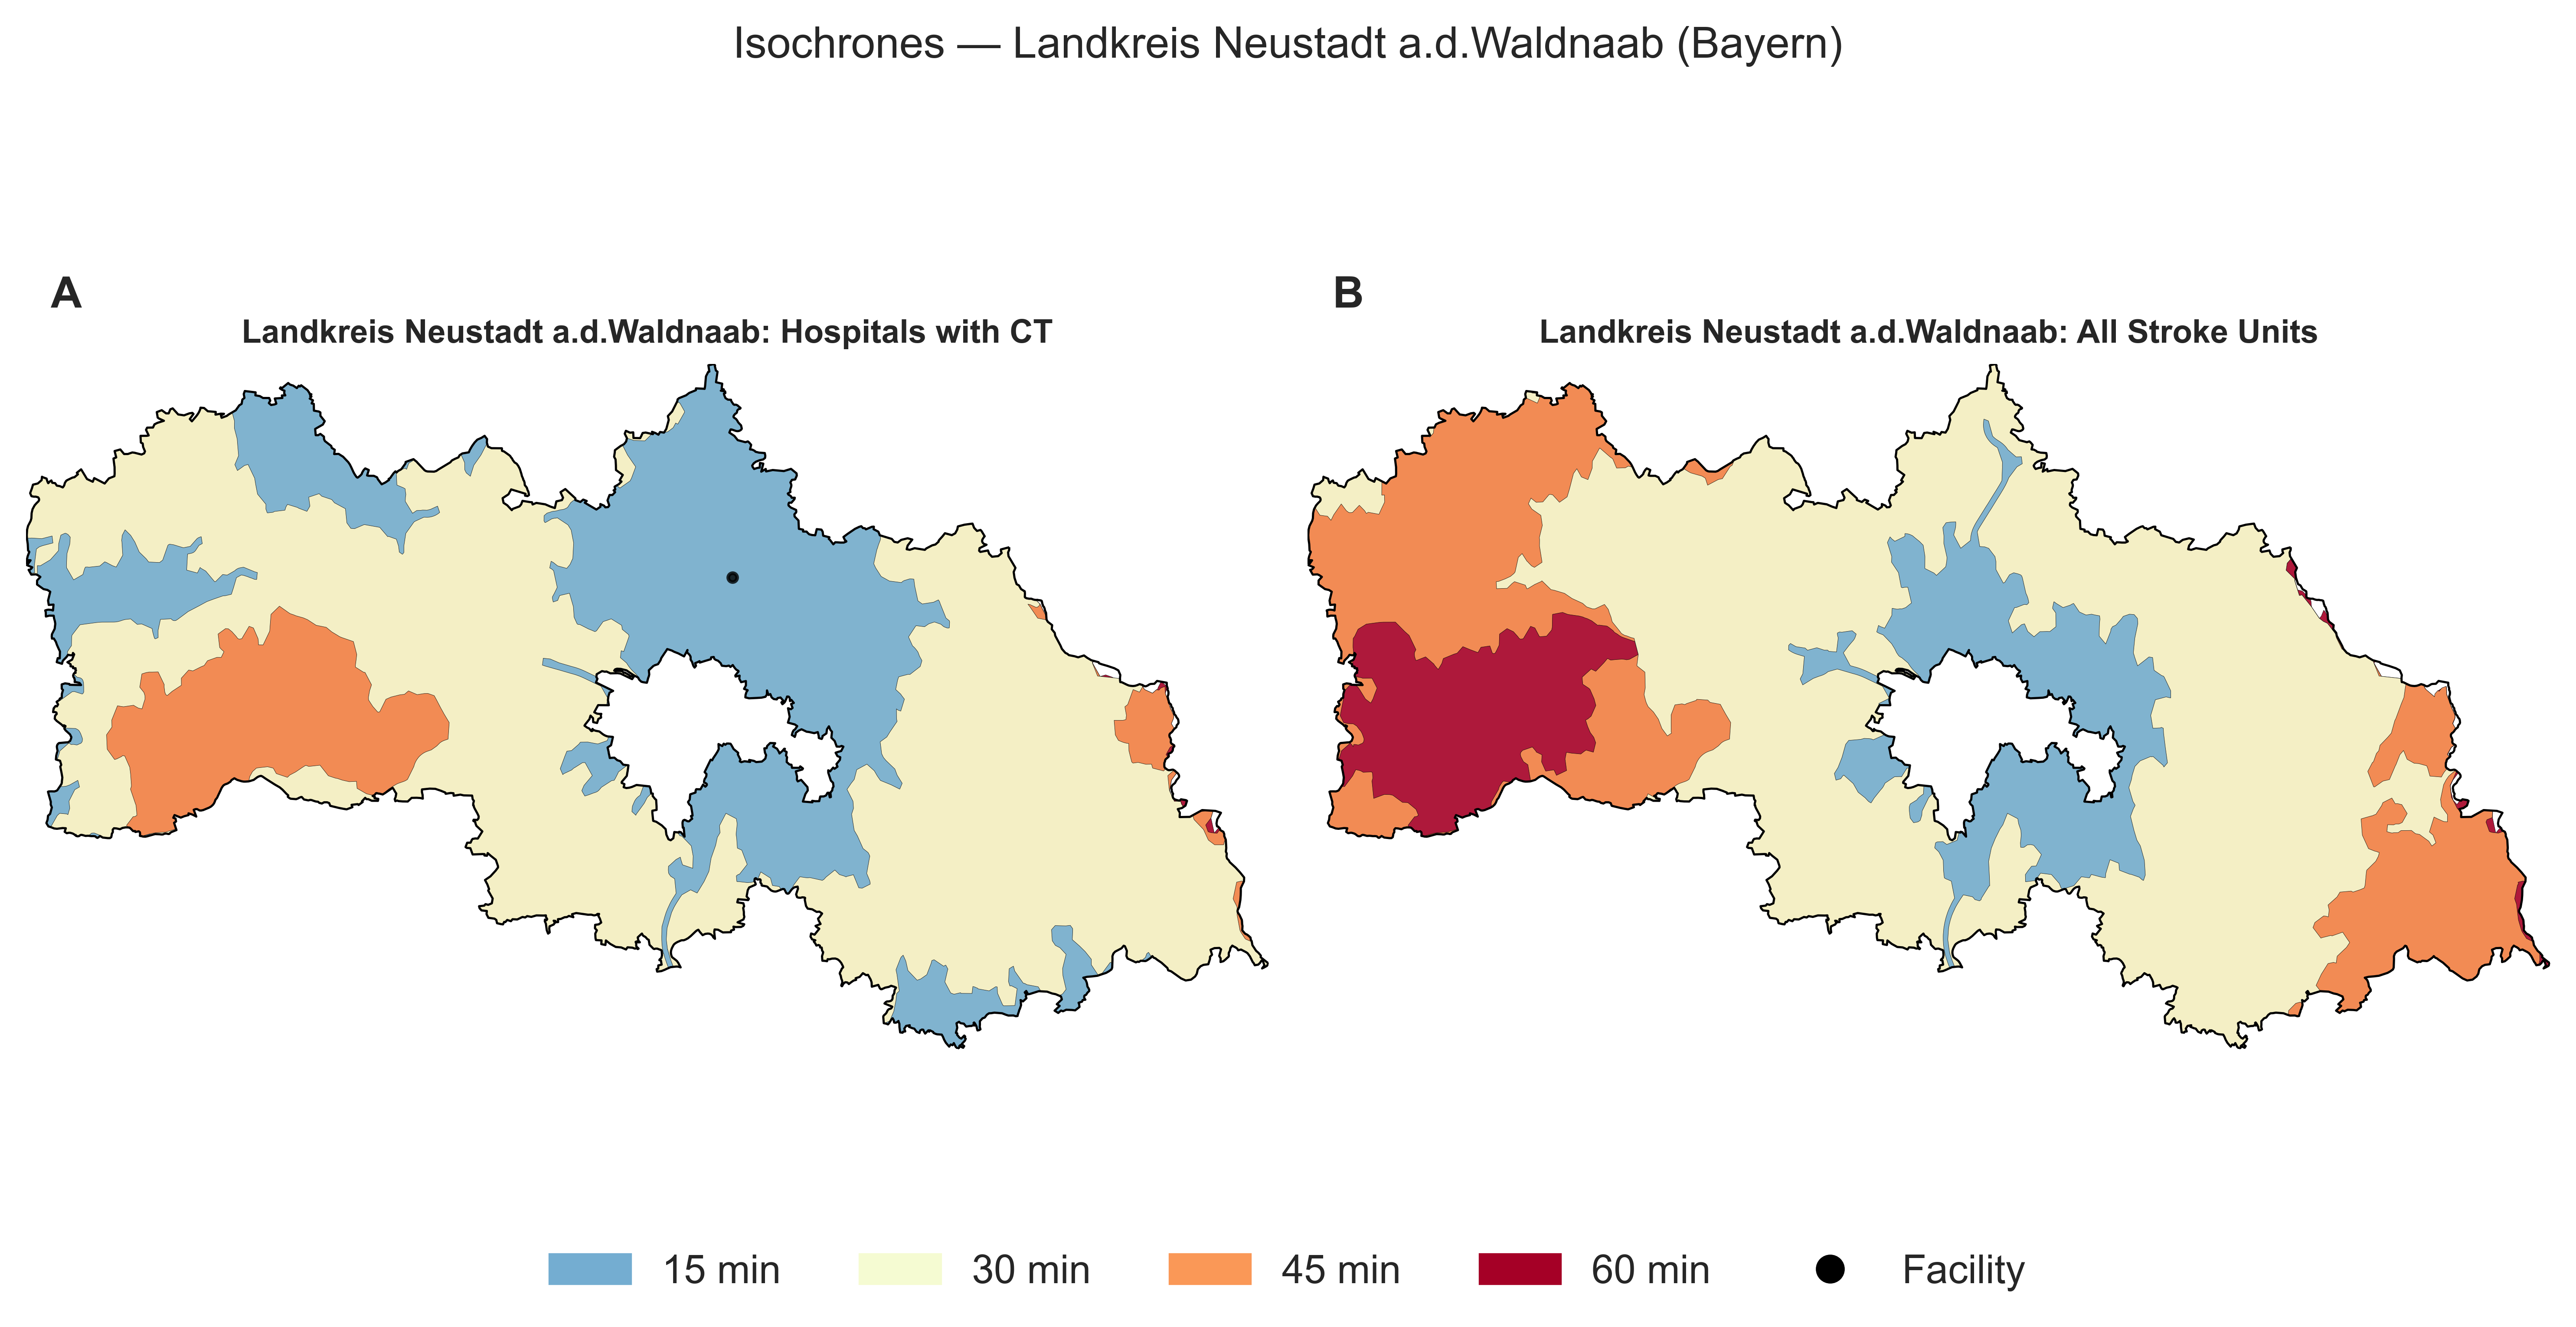 Isochrones — Landkreis Neustadt a.d.Waldnaab (Bayern)
A
Landkreis Neustadt a.d.Waldnaab: Hospitals with CT
B
Landkreis Neustadt a.d.Waldnaab: All Stroke Units
15 min
30 min
45 min
60 min
Facility